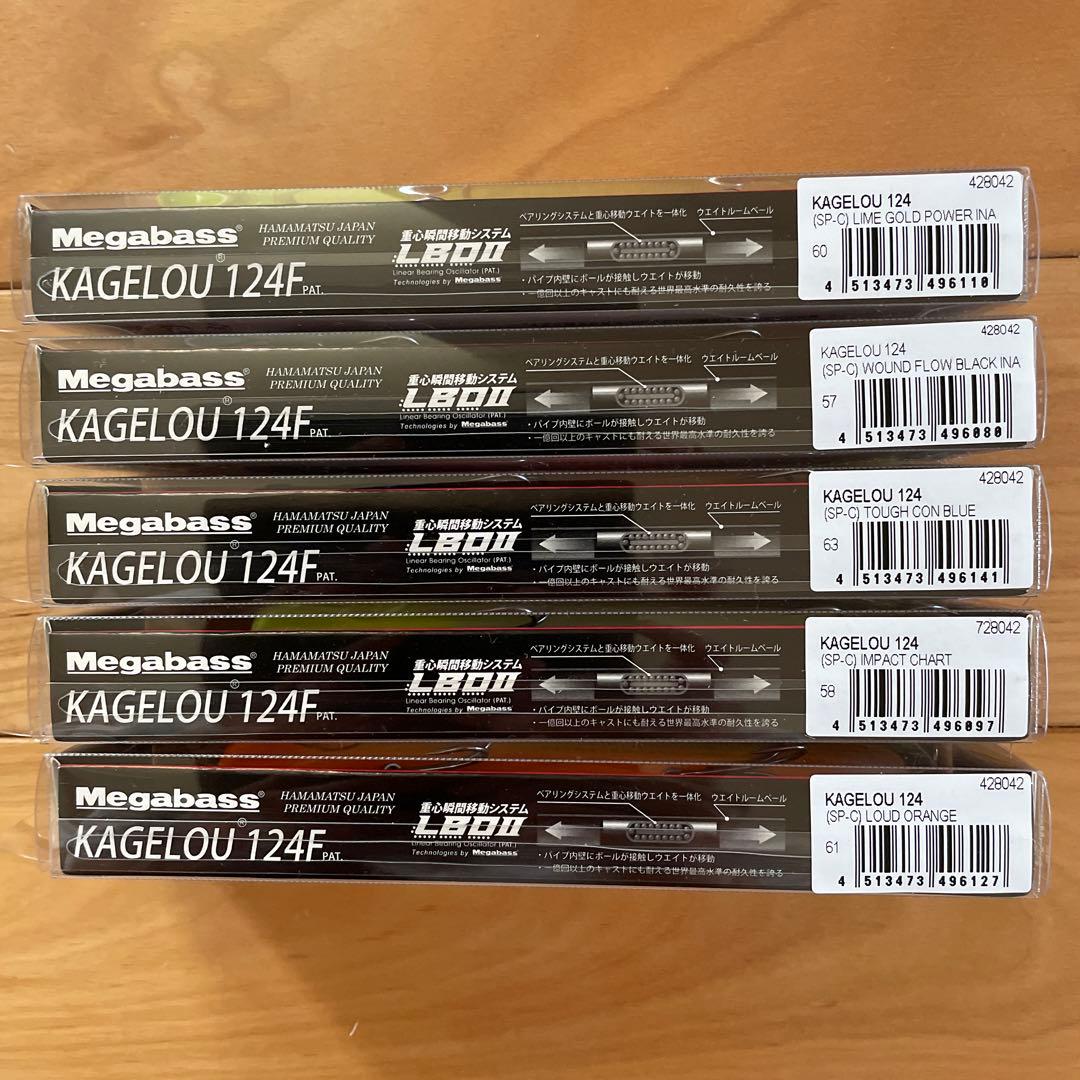 Megabass®
HAMAMATSU JAPAN
PREMIUM QUALITY
KAGELOU® 124F PAT.
重心瞬間移動システム
LBOⅡ
Linear Bearing Oscillator (PAT.)
Technologies by Megabass
ベアリングシステムと重心移動ウエイトを一体化
ウエイトルームベール
・パイプ内壁にボールが接触しウエイトが移動
・一億回以上のキャストにも耐える世界最高水準の耐久性を誇る
428042
KAGELOU 124
(SP-C) LIME GOLD POWER INA
60
4 513473 496110
Megabass®
HAMAMATSU JAPAN
PREMIUM QUALITY
KAGELOU® 124F PAT.
重心瞬間移動システム
LBOⅡ
Linear Bearing Oscillator (PAT.)
Technologies by Megabass
ベアリングシステムと重心移動ウエイトを一体化
ウエイトルームベール
・パイプ内壁にボールが接触しウエイトが移動
・一億回以上のキャストにも耐える世界最高水準の耐久性を誇る
428042
KAGELOU 124
(SP-C) WOUND FLOW BLACK INA
57
4 513473 496080
Megabass®
HAMAMATSU JAPAN
PREMIUM QUALITY
KAGELOU® 124F PAT.
重心瞬間移動システム
LBOⅡ
Linear Bearing Oscillator (PAT.)
Technologies by Megabass
ベアリングシステムと重心移動ウエイトを一体化
ウエイトルームベール
・パイプ内壁にボールが接触しウエイトが移動
・一億回以上のキャストにも耐える世界最高水準の耐久性を誇る
428042
KAGELOU 124
(SP-C) TOUGH CON BLUE
63
4 513473 496141
Megabass®
HAMAMATSU JAPAN
PREMIUM QUALITY
KAGELOU® 124F PAT.
重心瞬間移動システム
LBOⅡ
Linear Bearing Oscillator (PAT.)
Technologies by Megabass
ベアリングシステムと重心移動ウエイトを一体化
ウエイトルームベール
・パイプ内壁にボールが接触しウエイトが移動
・一億回以上のキャストにも耐える世界最高水準の耐久性を誇る
728042
KAGELOU 124
(SP-C) IMPACT CHART
58
4 513473 496097
Megabass®
HAMAMATSU JAPAN
PREMIUM QUALITY
KAGELOU® 124F PAT.
重心瞬間移動システム
LBOⅡ
Linear Bearing Oscillator (PAT.)
Technologies by Megabass
ベアリングシステムと重心移動ウエイトを一体化
ウエイトルームベール
・パイプ内壁にボールが接触しウエイトが移動
・一億回以上のキャストにも耐える世界最高水準の耐久性を誇る
428042
KAGELOU 124
(SP-C) LOUD ORANGE
61
4 513473 496127